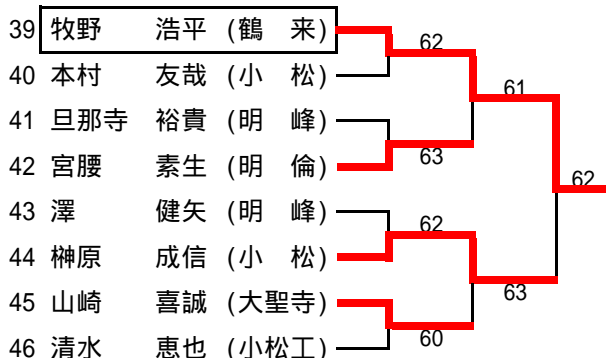 39 牧野 浩平 (鶴 来)
62
40 本村 友哉 (小 松)
61
41 旦那寺 裕貴 (明 峰)
63
42 宮腰 素生 (明 倫)
62
43 澤 健矢 (明 峰)
62
44 榊原 成信 (小 松)
63
45 山崎 喜誠 (大聖寺)
60
46 清水 恵也 (小松工)